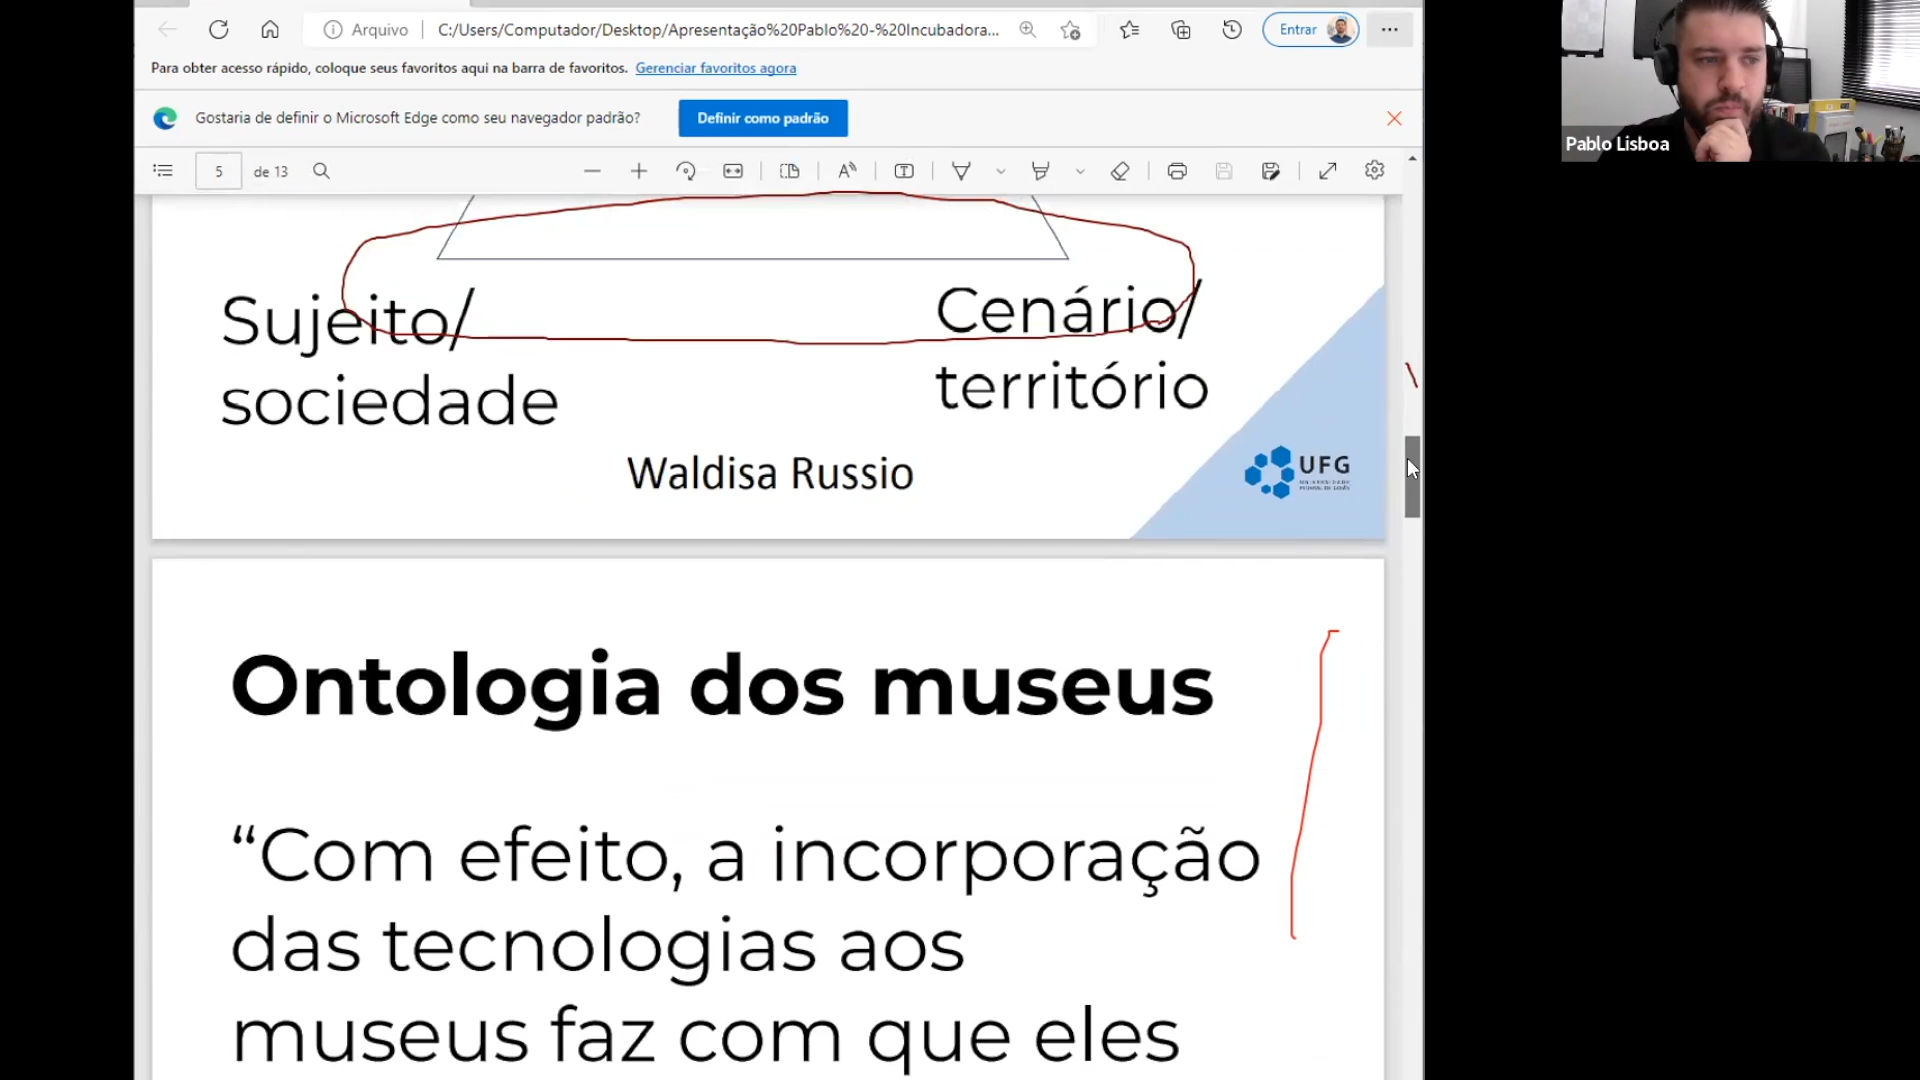 Arquivo
C:/Users/Computador/Desktop/Apresentação%20Pablo%20-%20Incubadora...
Entrar
Para obter acesso rápido, coloque seus favoritos aqui na barra de favoritos. Gerenciar favoritos agora
Gostaria de definir o Microsoft Edge como seu navegador padrão? Definir como padrão
5 de 13
Pablo Lisboa
Sujeito/
sociedade
Cenário/
território
Waldisa Russio
UFG
Ontologia dos museus
“Com efeito, a incorporação
das tecnologias aos
museus faz com que eles